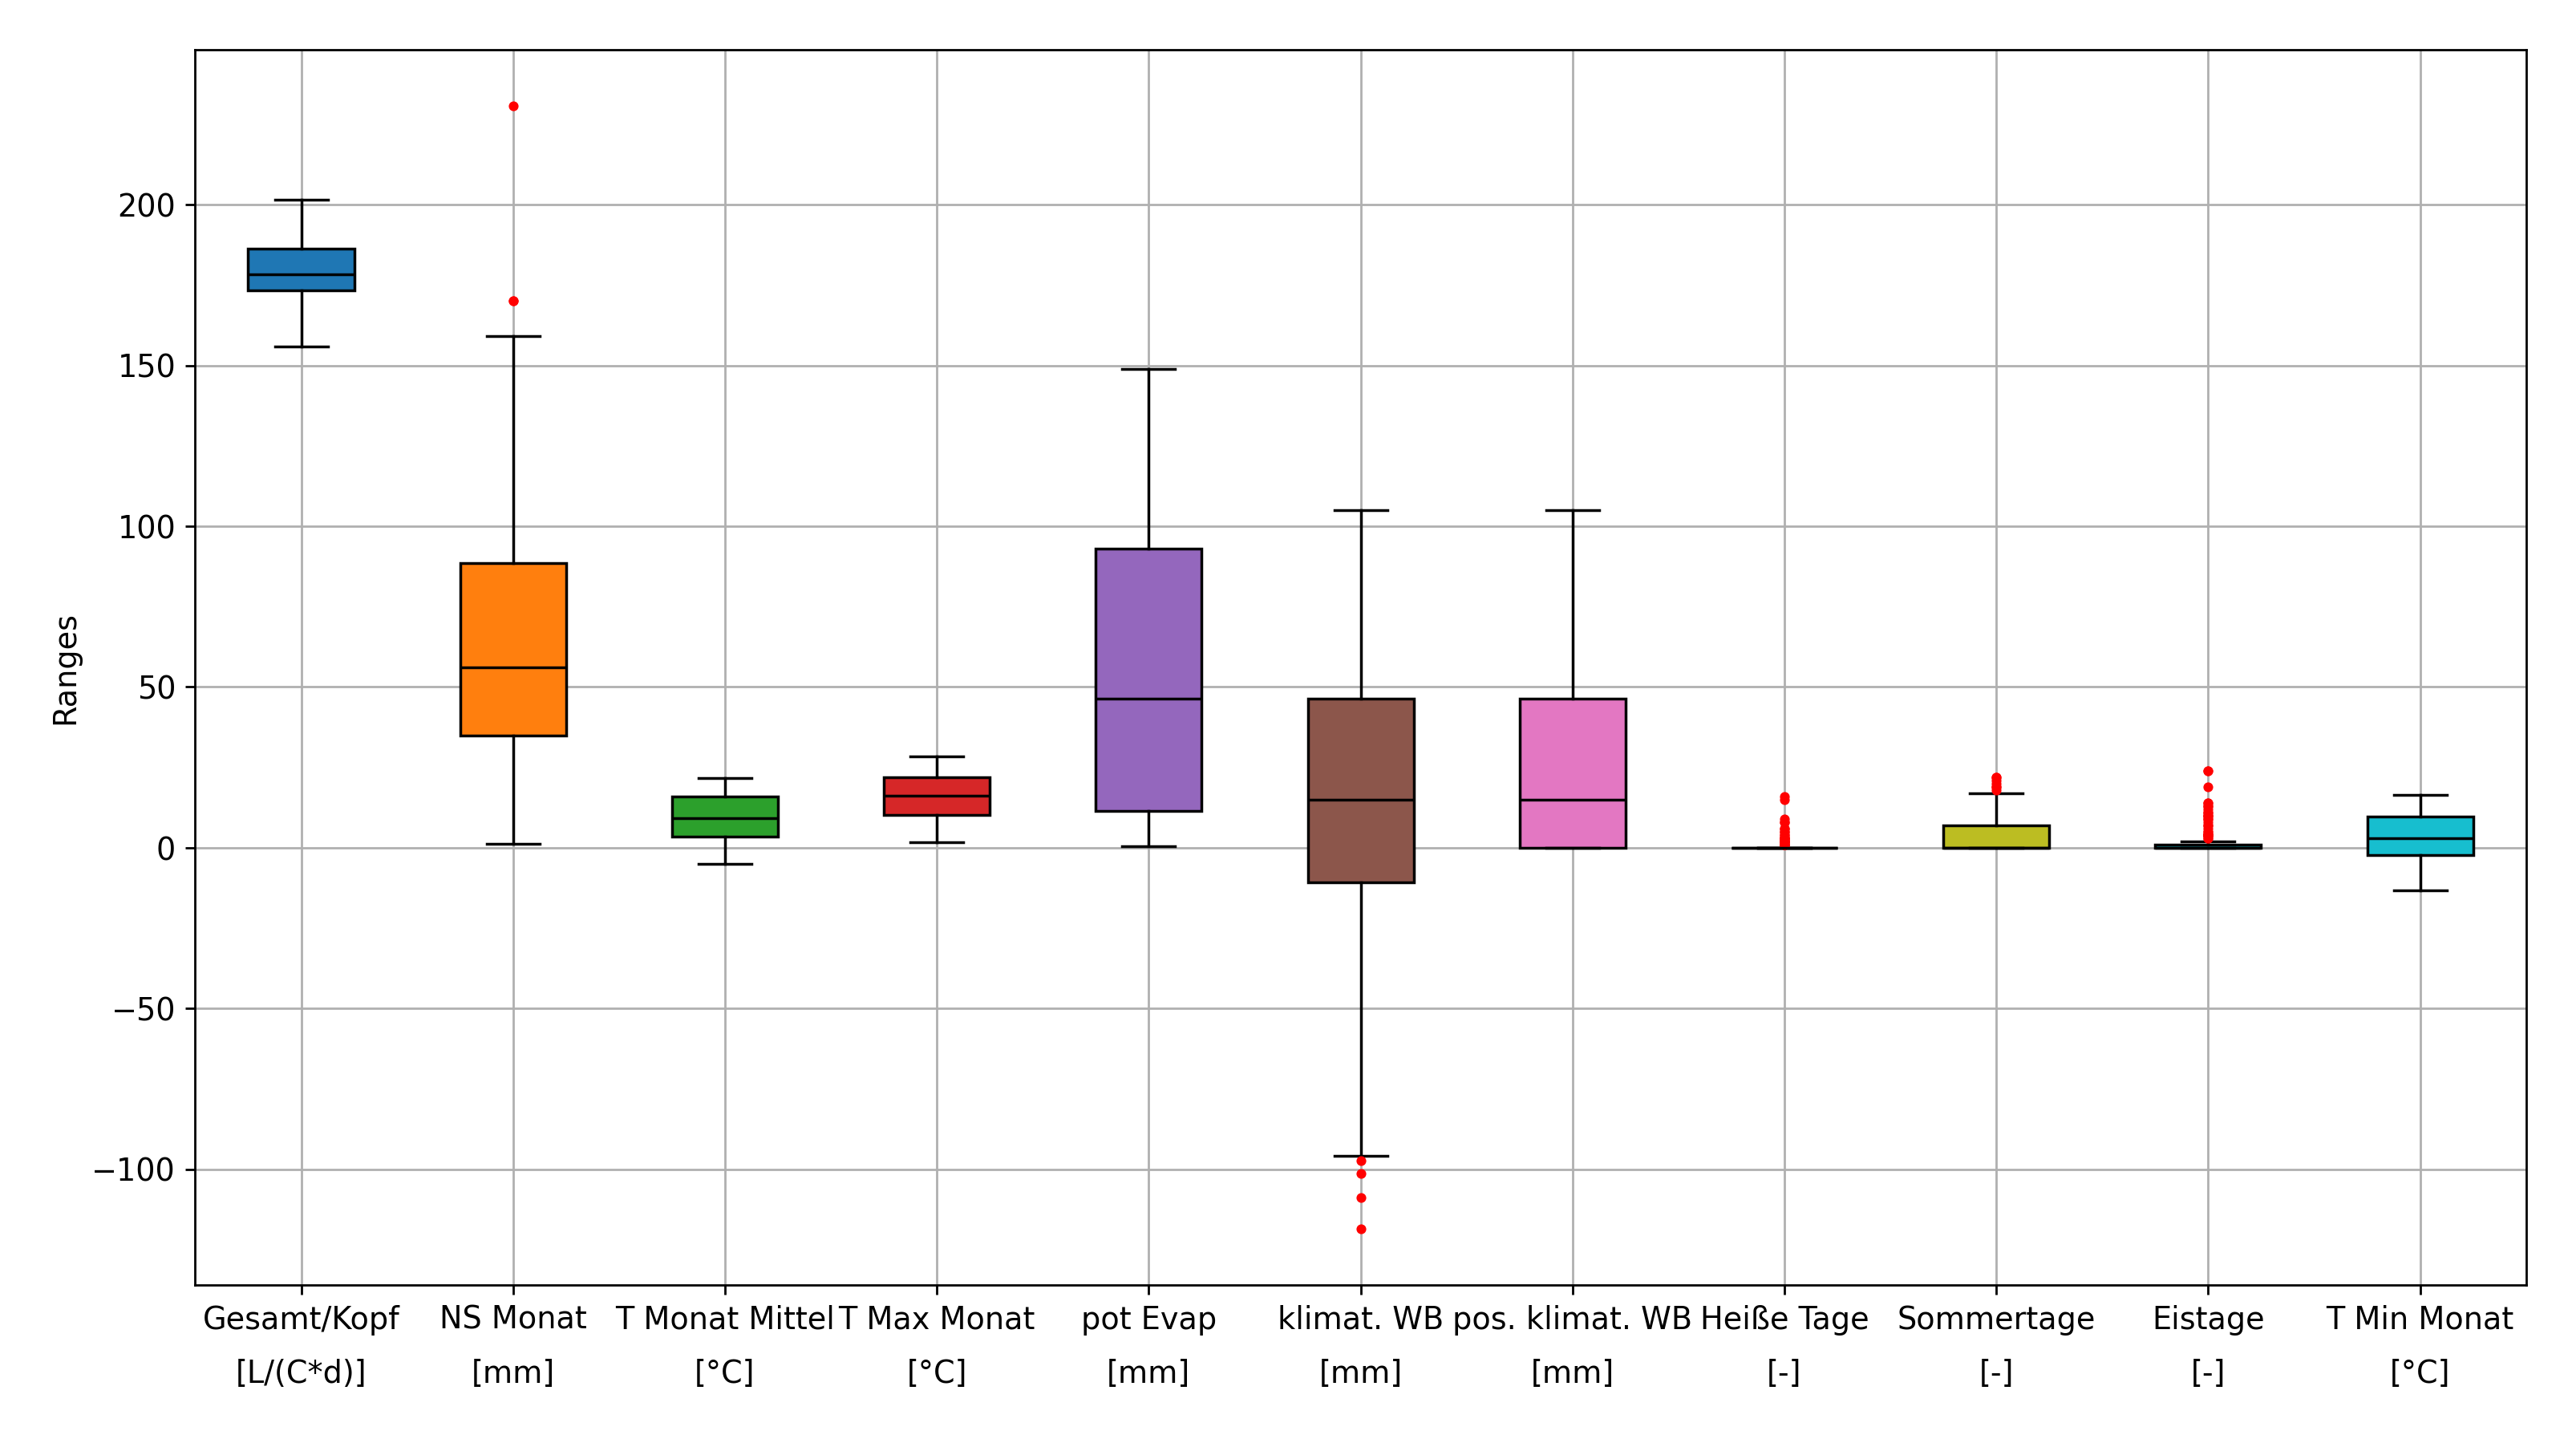 200
150
100
50
0
−50
−100
Ranges
Gesamt/Kopf NS Monat T Monat Mittel T Max Monat pot Evap klimat. WB pos. klimat. WB Heiße Tage Sommertage Eistage T Min Monat
[L/(C*d)] [mm] [°C] [°C] [mm] [mm] [mm] [-] [-] [-] [°C]